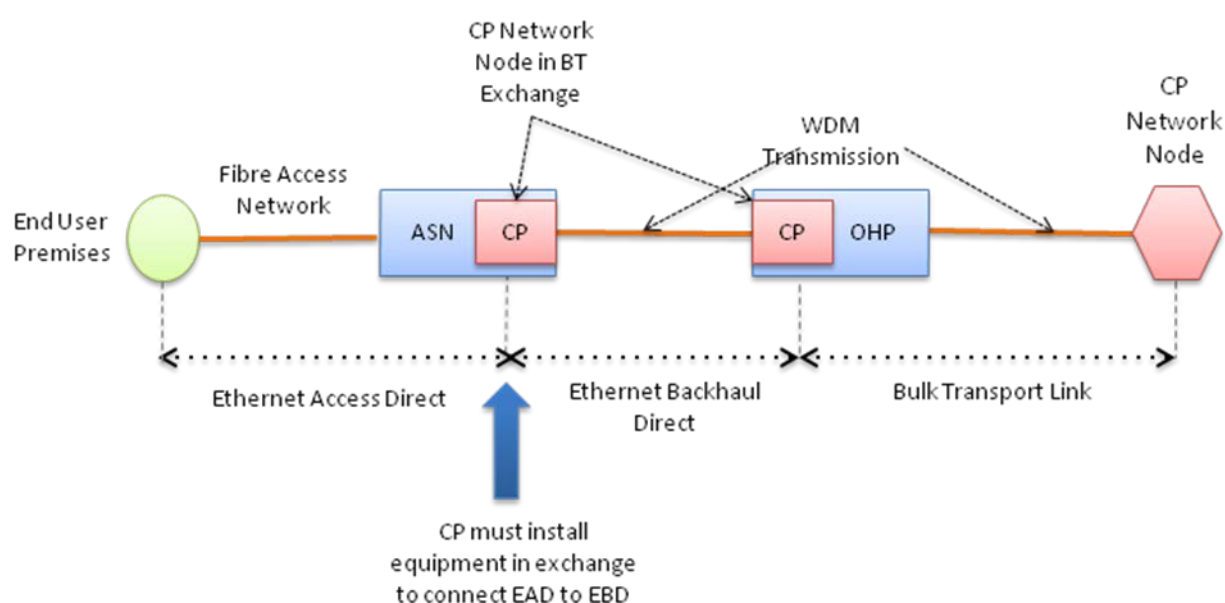 CP Network
Node in BT
Exchange
WDM
Transmission
CP
Network
Node
Fibre Access
Network
End User
Premises
ASN
CP
CP
OHP
Ethernet Access Direct
Ethernet Backhaul
Direct
Bulk Transport Link
CP must install
equipment in exchange
to connect EAD to EBD